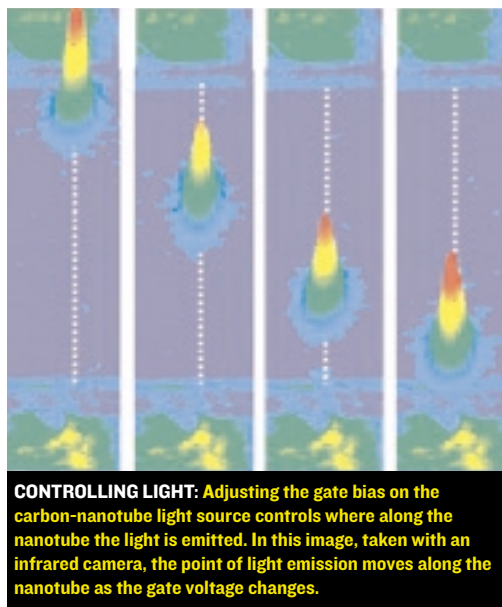 CONTROLLING LIGHT: Adjusting the gate bias on the
carbon-nanotube light source controls where along the
nanotube the light is emitted. In this image, taken with an
infrared camera, the point of light emission moves along the
nanotube as the gate voltage changes.